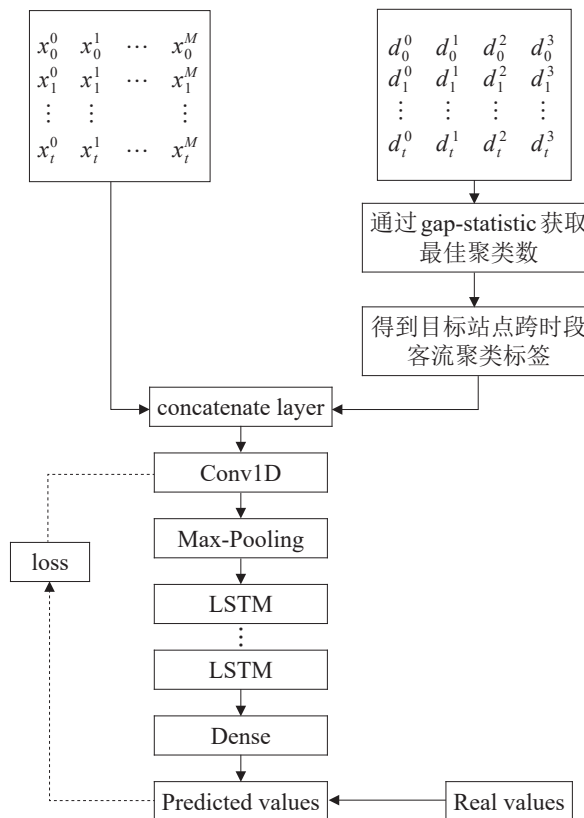 x_0^0 x_0^1 ⋯ x_0^M
x_1^0 x_1^1 ⋯ x_1^M
⋮ ⋮ ⋮
x_t^0 x_t^1 ⋯ x_t^M
d_0^0 d_0^1 d_0^2 d_0^3
d_1^0 d_1^1 d_1^2 d_1^3
⋮ ⋮ ⋮ ⋮
d_t^0 d_t^1 d_t^2 d_t^3
通过gap-statistic获取
最佳聚类数
得到目标站点跨时段
客流聚类标签
concatenate layer
Conv1D
Max-Pooling
loss
LSTM
⋮
LSTM
Dense
Predicted values
Real values